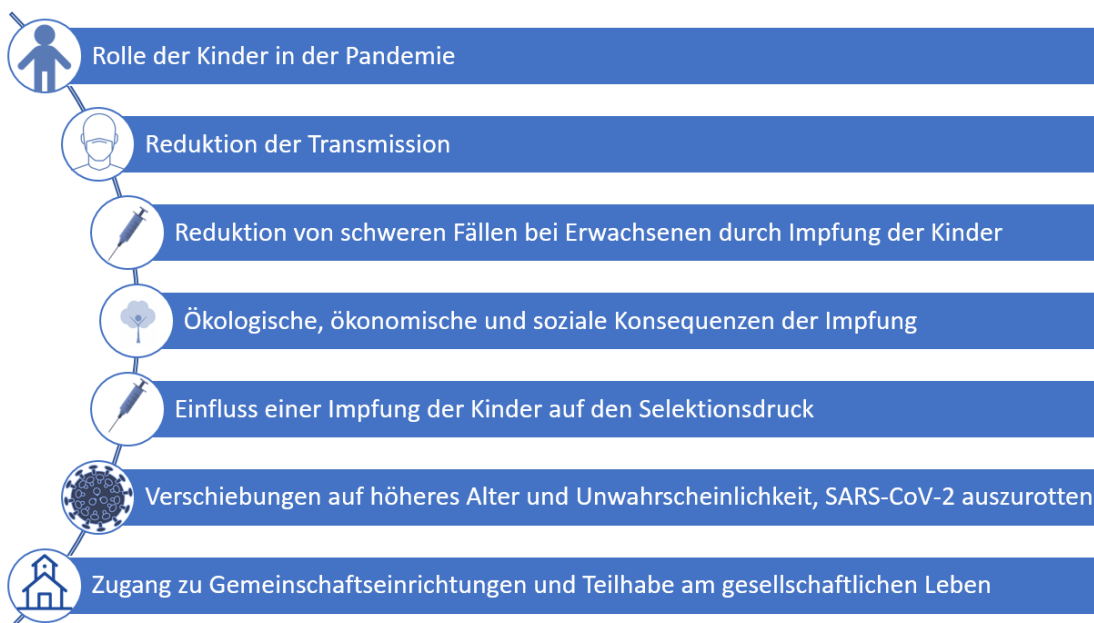 Rolle der Kinder in der Pandemie
Reduktion der Transmission
Reduktion von schweren Fällen bei Erwachsenen durch Impfung der Kinder
Ökologische, ökonomische und soziale Konsequenzen der Impfung
Einfluss einer Impfung der Kinder auf den Selektionsdruck
Verschiebungen auf höheres Alter und Unwahrscheinlichkeit, SARS-CoV-2 auszurotten
Zugang zu Gemeinschaftseinrichtungen und Teilhabe am gesellschaftlichen Leben